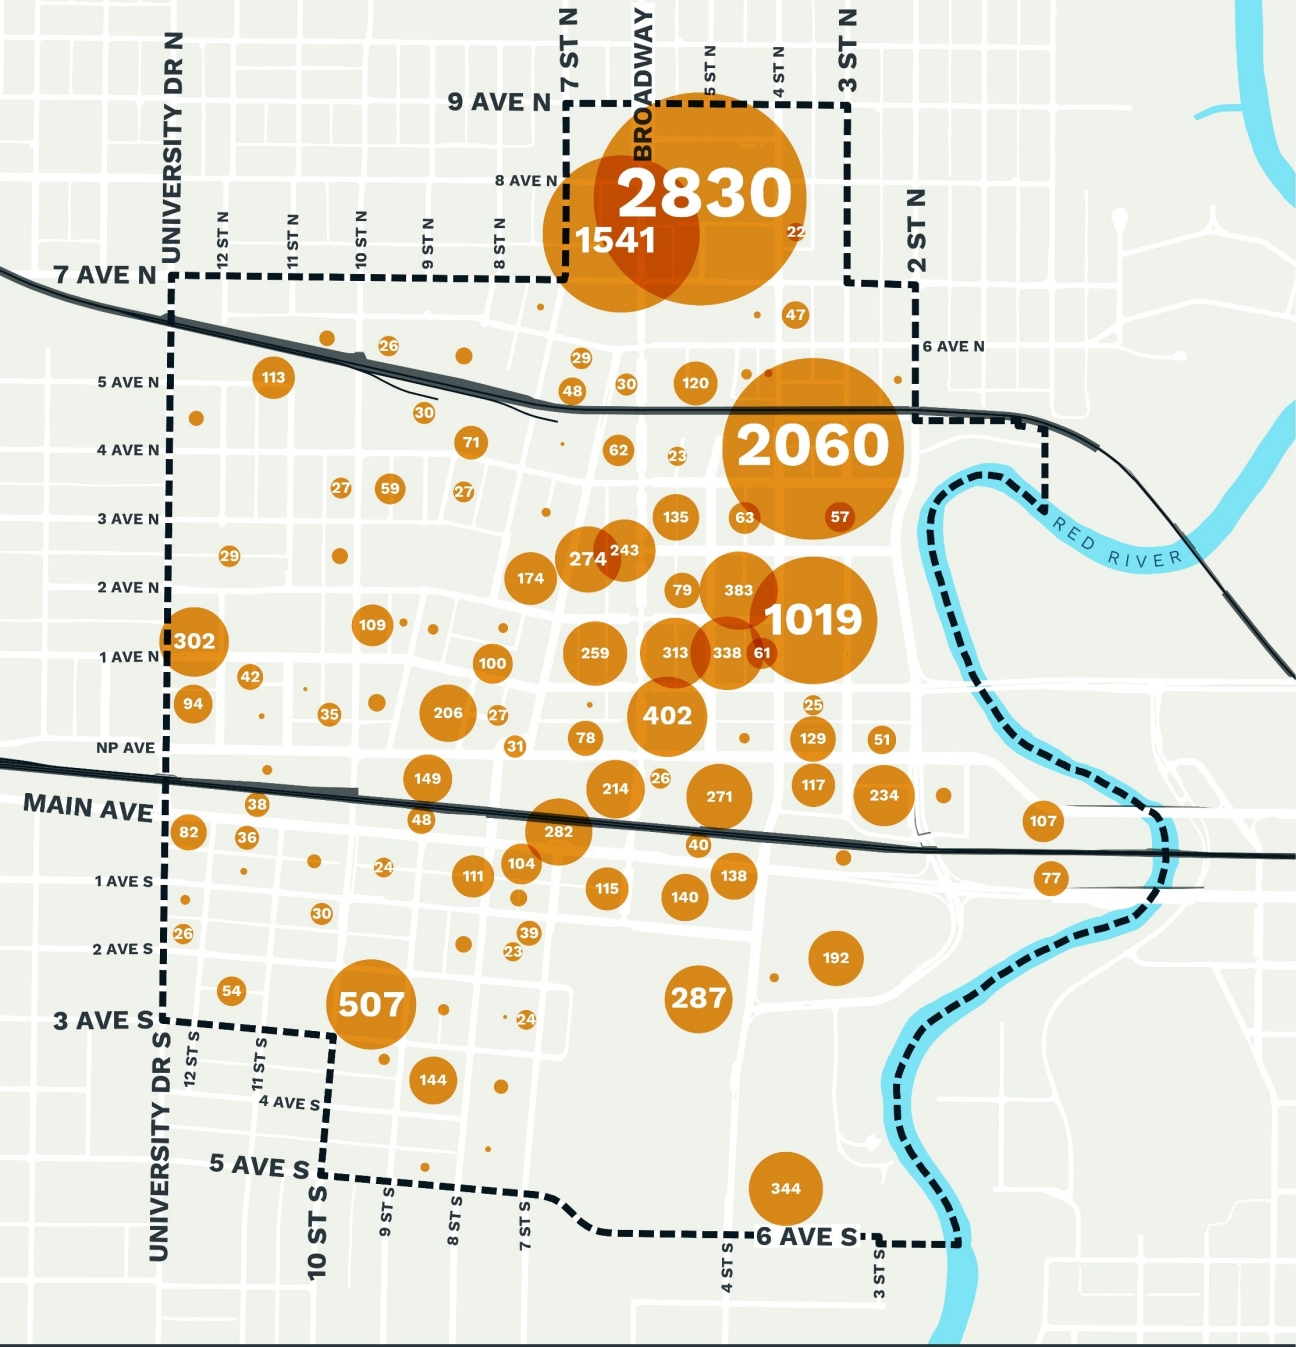 7 ST N
BROADWAY
3 ST N
UNIVERSITY DR N
5 ST N
4 ST N
9 AVE N
8 AVE N
2830
1541
22
2 ST N
12 ST N
11 ST N
10 ST N
9 ST N
8 ST N
7 AVE N
47
6 AVE N
26
29
113
5 AVE N
48
30
120
30
71
4 AVE N
62
23
2060
27
59
27
3 AVE N
135
63
57
RED RIVER
29
274
243
174
2 AVE N
79
383
1019
109
302
259
313
338
61
1 AVE N
100
42
94
35
206
27
402
25
NP AVE
31
78
129
51
149
214
26
271
117
234
MAIN AVE
38
48
107
82
36
282
40
104
24
111
115
140
138
77
1 AVE S
30
26
39
23
2 AVE S
192
54
507
287
3 AVE S
24
12 ST S
11 ST S
144
4 AVE S
UNIVERSITY DR S
5 AVE S
344
10 ST S
9 ST S
8 ST S
7 ST S
6 AVE S
4 ST S
3 ST S